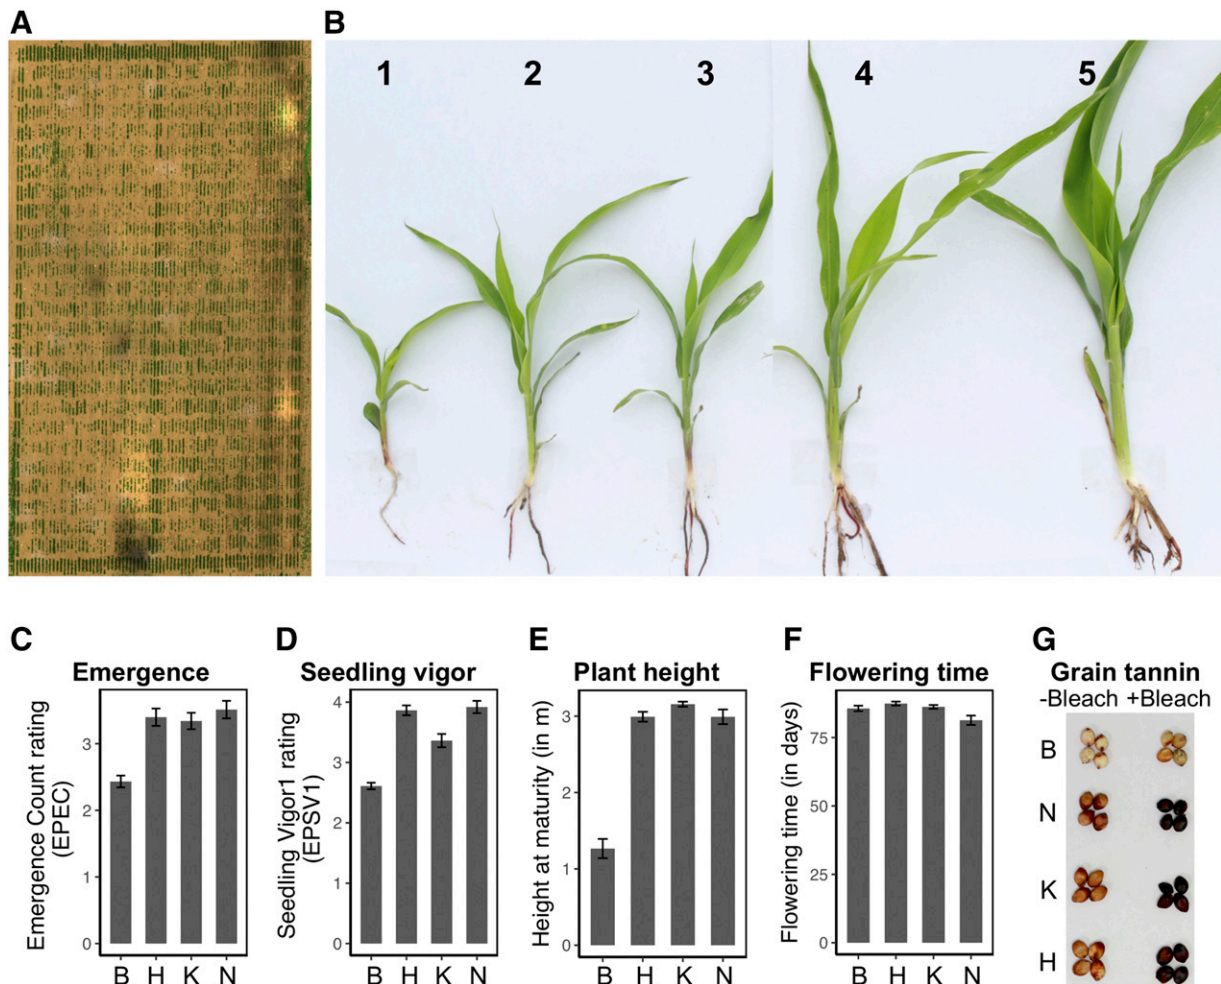 A
B
1
2
3
4
5
C
Emergence
Emergence Count rating
(EPEC)
3
2
1
0
B H K N
D
Seedling vigor
Seedling Vigor1 rating
(EPSV1)
4
3
2
1
0
B H K N
E
Plant height
Height at maturity (in m)
3
2
1
0
B H K N
F
Flowering time
Flowering time (in days)
75
50
25
0
B H K N
G
Grain tannin
-Bleach +Bleach
B
N
K
H